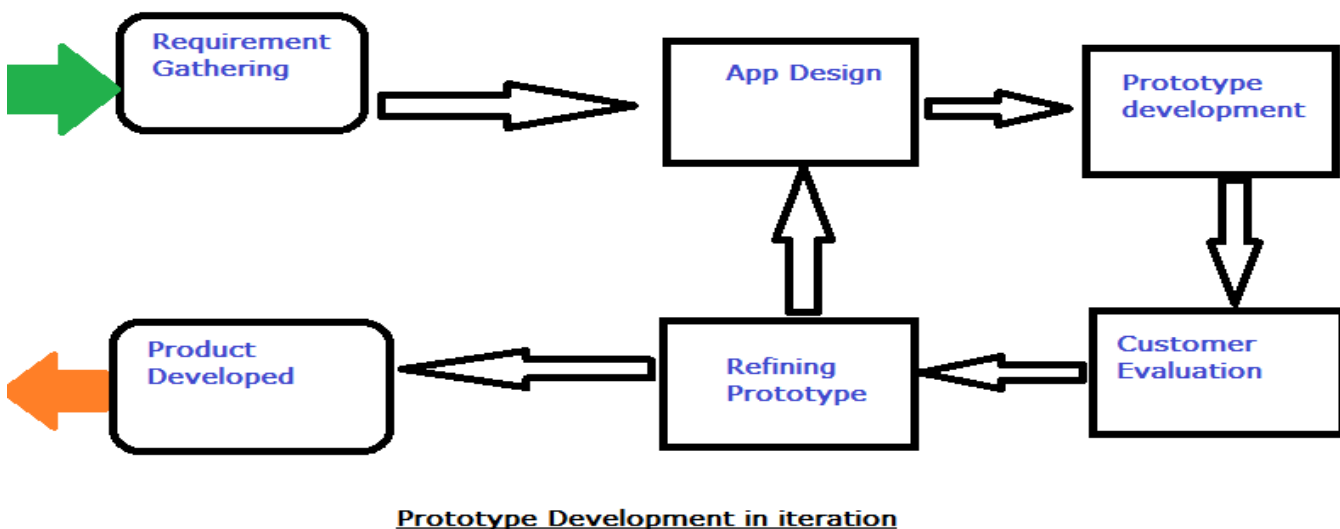 Requirement
Gathering
App Design
Prototype
development
Customer
Evaluation
Refining
Prototype
Product
Developed
Prototype Development in iteration